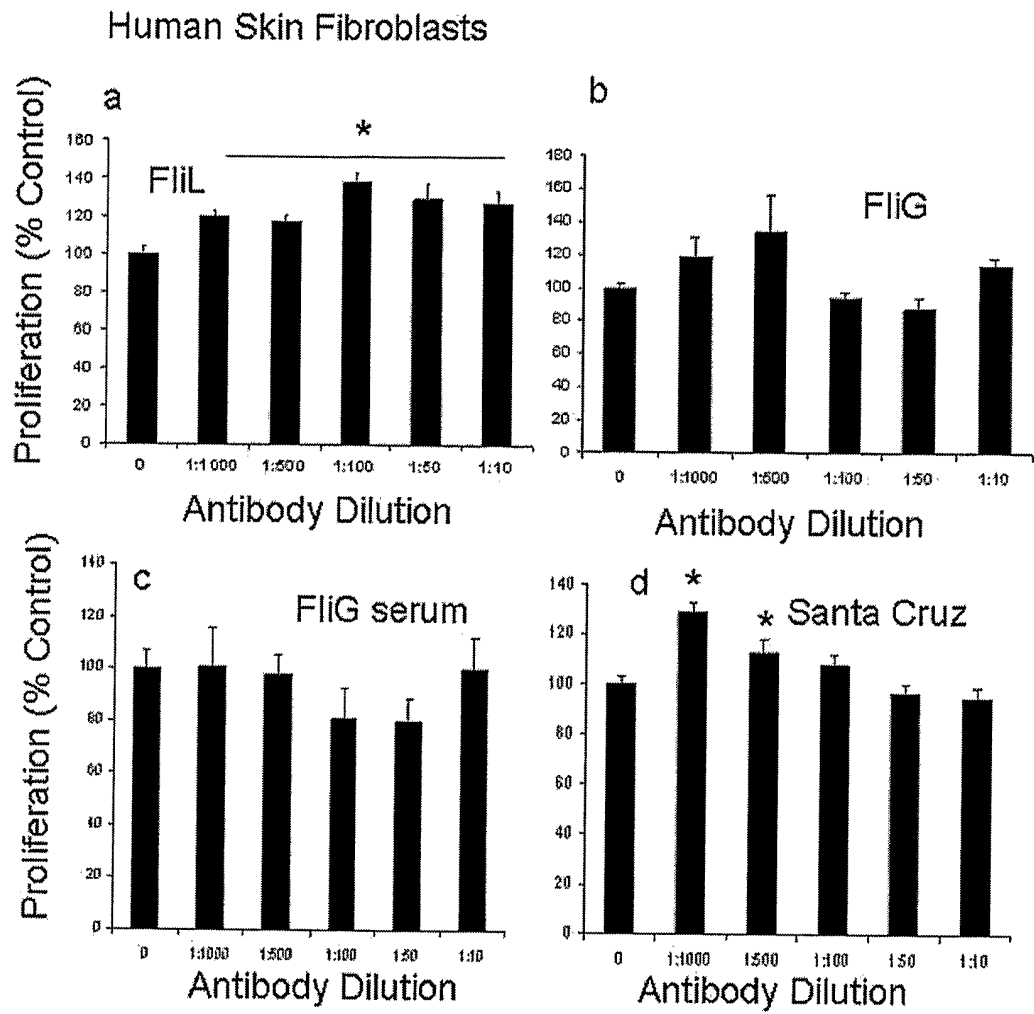 Human Skin Fibroblasts
a
*
Proliferation (% Control)
160
140
120
100
80
60
40
20
0
FliL
0 1:1000 1:500 1:100 1:50 1:10
Antibody Dilution
b
180
160
140
120
100
80
60
40
20
0
FliG
0 1:1000 1:500 1:100 1:50 1:10
Antibody Dilution
c
Proliferation (% Control)
140
120
100
80
60
40
20
0
FliG serum
0 1:1000 1:500 1:100 1:50 1:10
Antibody Dilution
d
* *
140
120
100
80
60
40
20
0
Santa Cruz
0 1:1000 1:500 1:100 1:50 1:10
Antibody Dilution